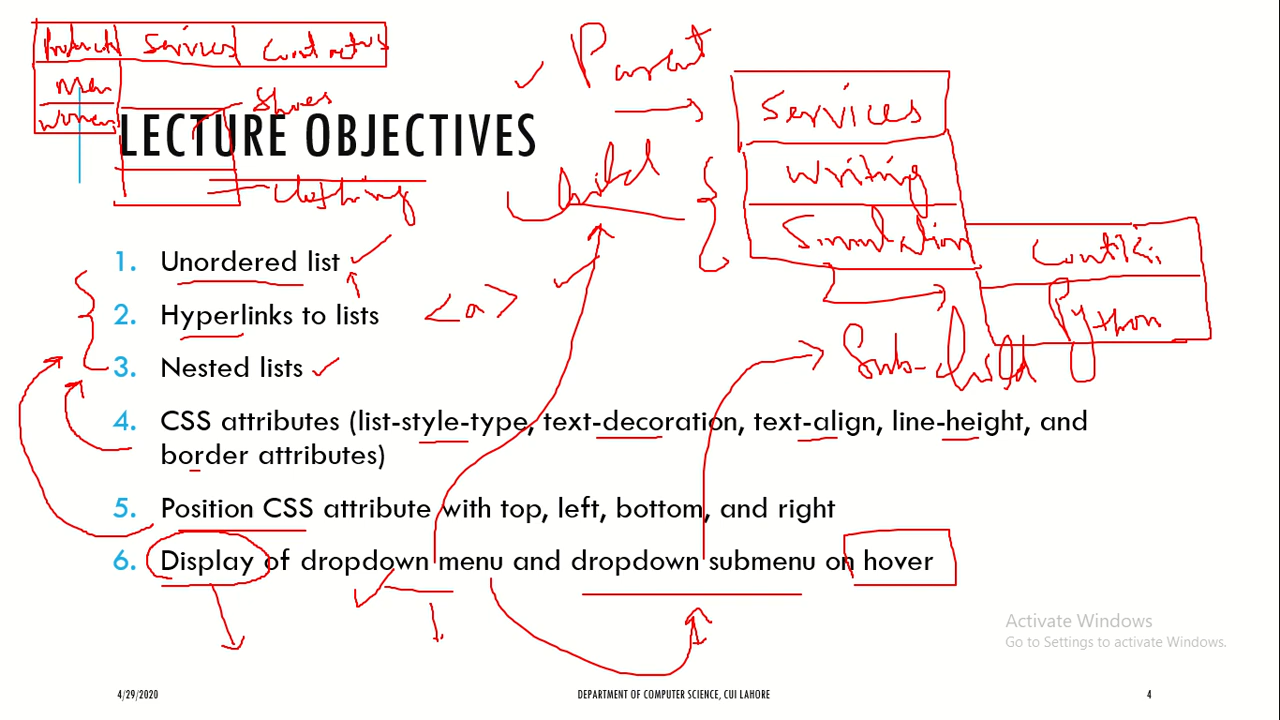 Products Services Contact us
Men
Women
Shoes
Clothing
Parent
Child
Services
Writing
Simulation
Contiki
Python
Sub-Child
<a>
LECTURE OBJECTIVES
1. Unordered list
2. Hyperlinks to lists
3. Nested lists
4. CSS attributes (list-style-type, text-decoration, text-align, line-height, and
border attributes)
5. Position CSS attribute with top, left, bottom, and right
6. Display of dropdown menu and dropdown submenu on hover
Activate Windows
Go to Settings to activate Windows.
4/29/2020
DEPARTMENT OF COMPUTER SCIENCE, CUI LAHORE
4